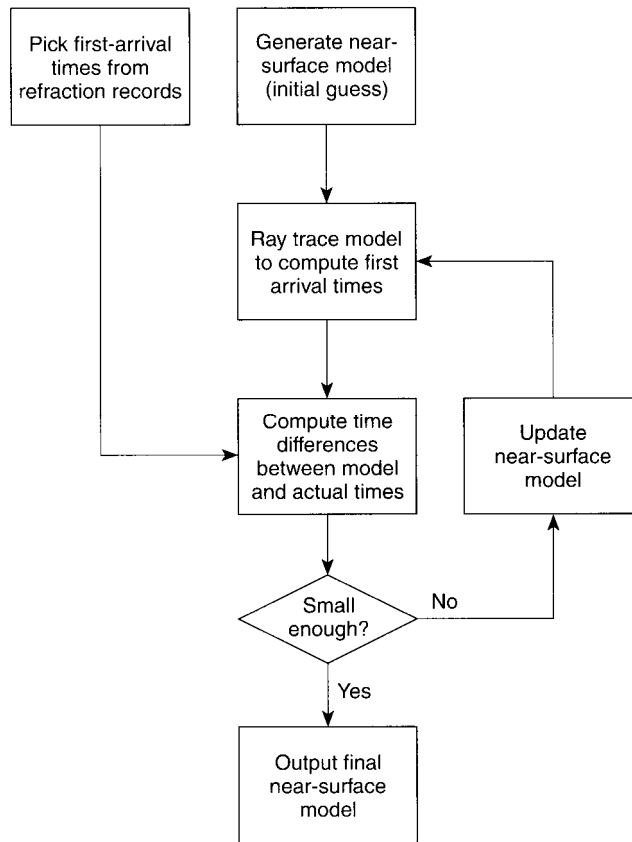 Pick first-arrival
times from
refraction records
Generate near-
surface model
(initial guess)
Ray trace model
to compute first
arrival times
Compute time
differences
between model
and actual times
Update
near-surface
model
Small
enough?
No
Yes
Output final
near-surface
model